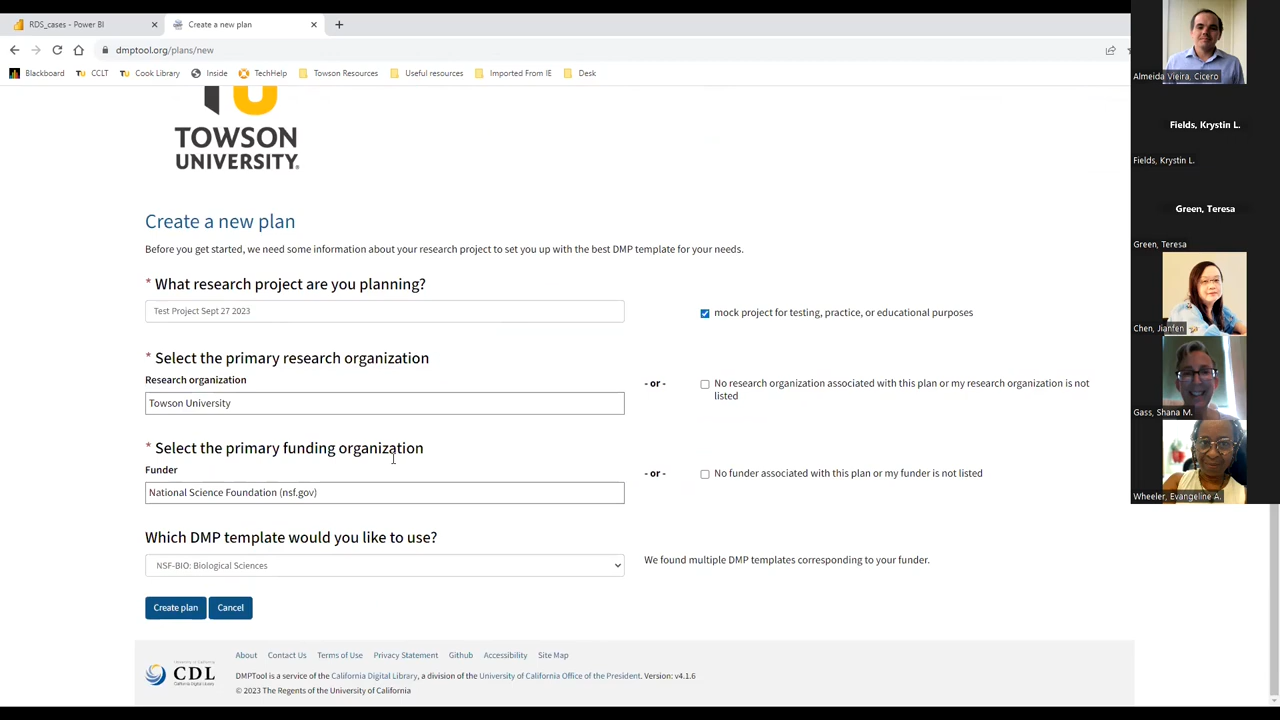 RDS_cases - Power BI
Create a new plan
dmptool.org/plans/new
Blackboard
TU CCLT
TU Cook Library
Inside
TechHelp
Towson Resources
Useful resources
Imported From IE
Desk
TU
TOWSON
UNIVERSITY.
Create a new plan
Before you get started, we need some information about your research project to set you up with the best DMP template for your needs.
* What research project are you planning?
Test Project Sept 27 2023
mock project for testing, practice, or educational purposes
* Select the primary research organization
Research organization
Towson University
- or -
No research organization associated with this plan or my research organization is not
listed
* Select the primary funding organization
Funder
National Science Foundation (nsf.gov)
- or -
No funder associated with this plan or my funder is not listed
Which DMP template would you like to use?
NSF-BIO: Biological Sciences
We found multiple DMP templates corresponding to your funder.
Create plan
Cancel
CDL
About
Contact Us
Terms of Use
Privacy Statement
Github
Accessibility
Site Map
DMPTool is a service of the California Digital Library, a division of the University of California Office of the President. Version: v4.1.6
© 2023 The Regents of the University of California
Almeida Vieira, Cicero
Fields, Krystin L.
Fields, Krystin L.
Green, Teresa
Green, Teresa
Chen, Jianfen
Gass, Shana M.
Wheeler, Evangeline A.